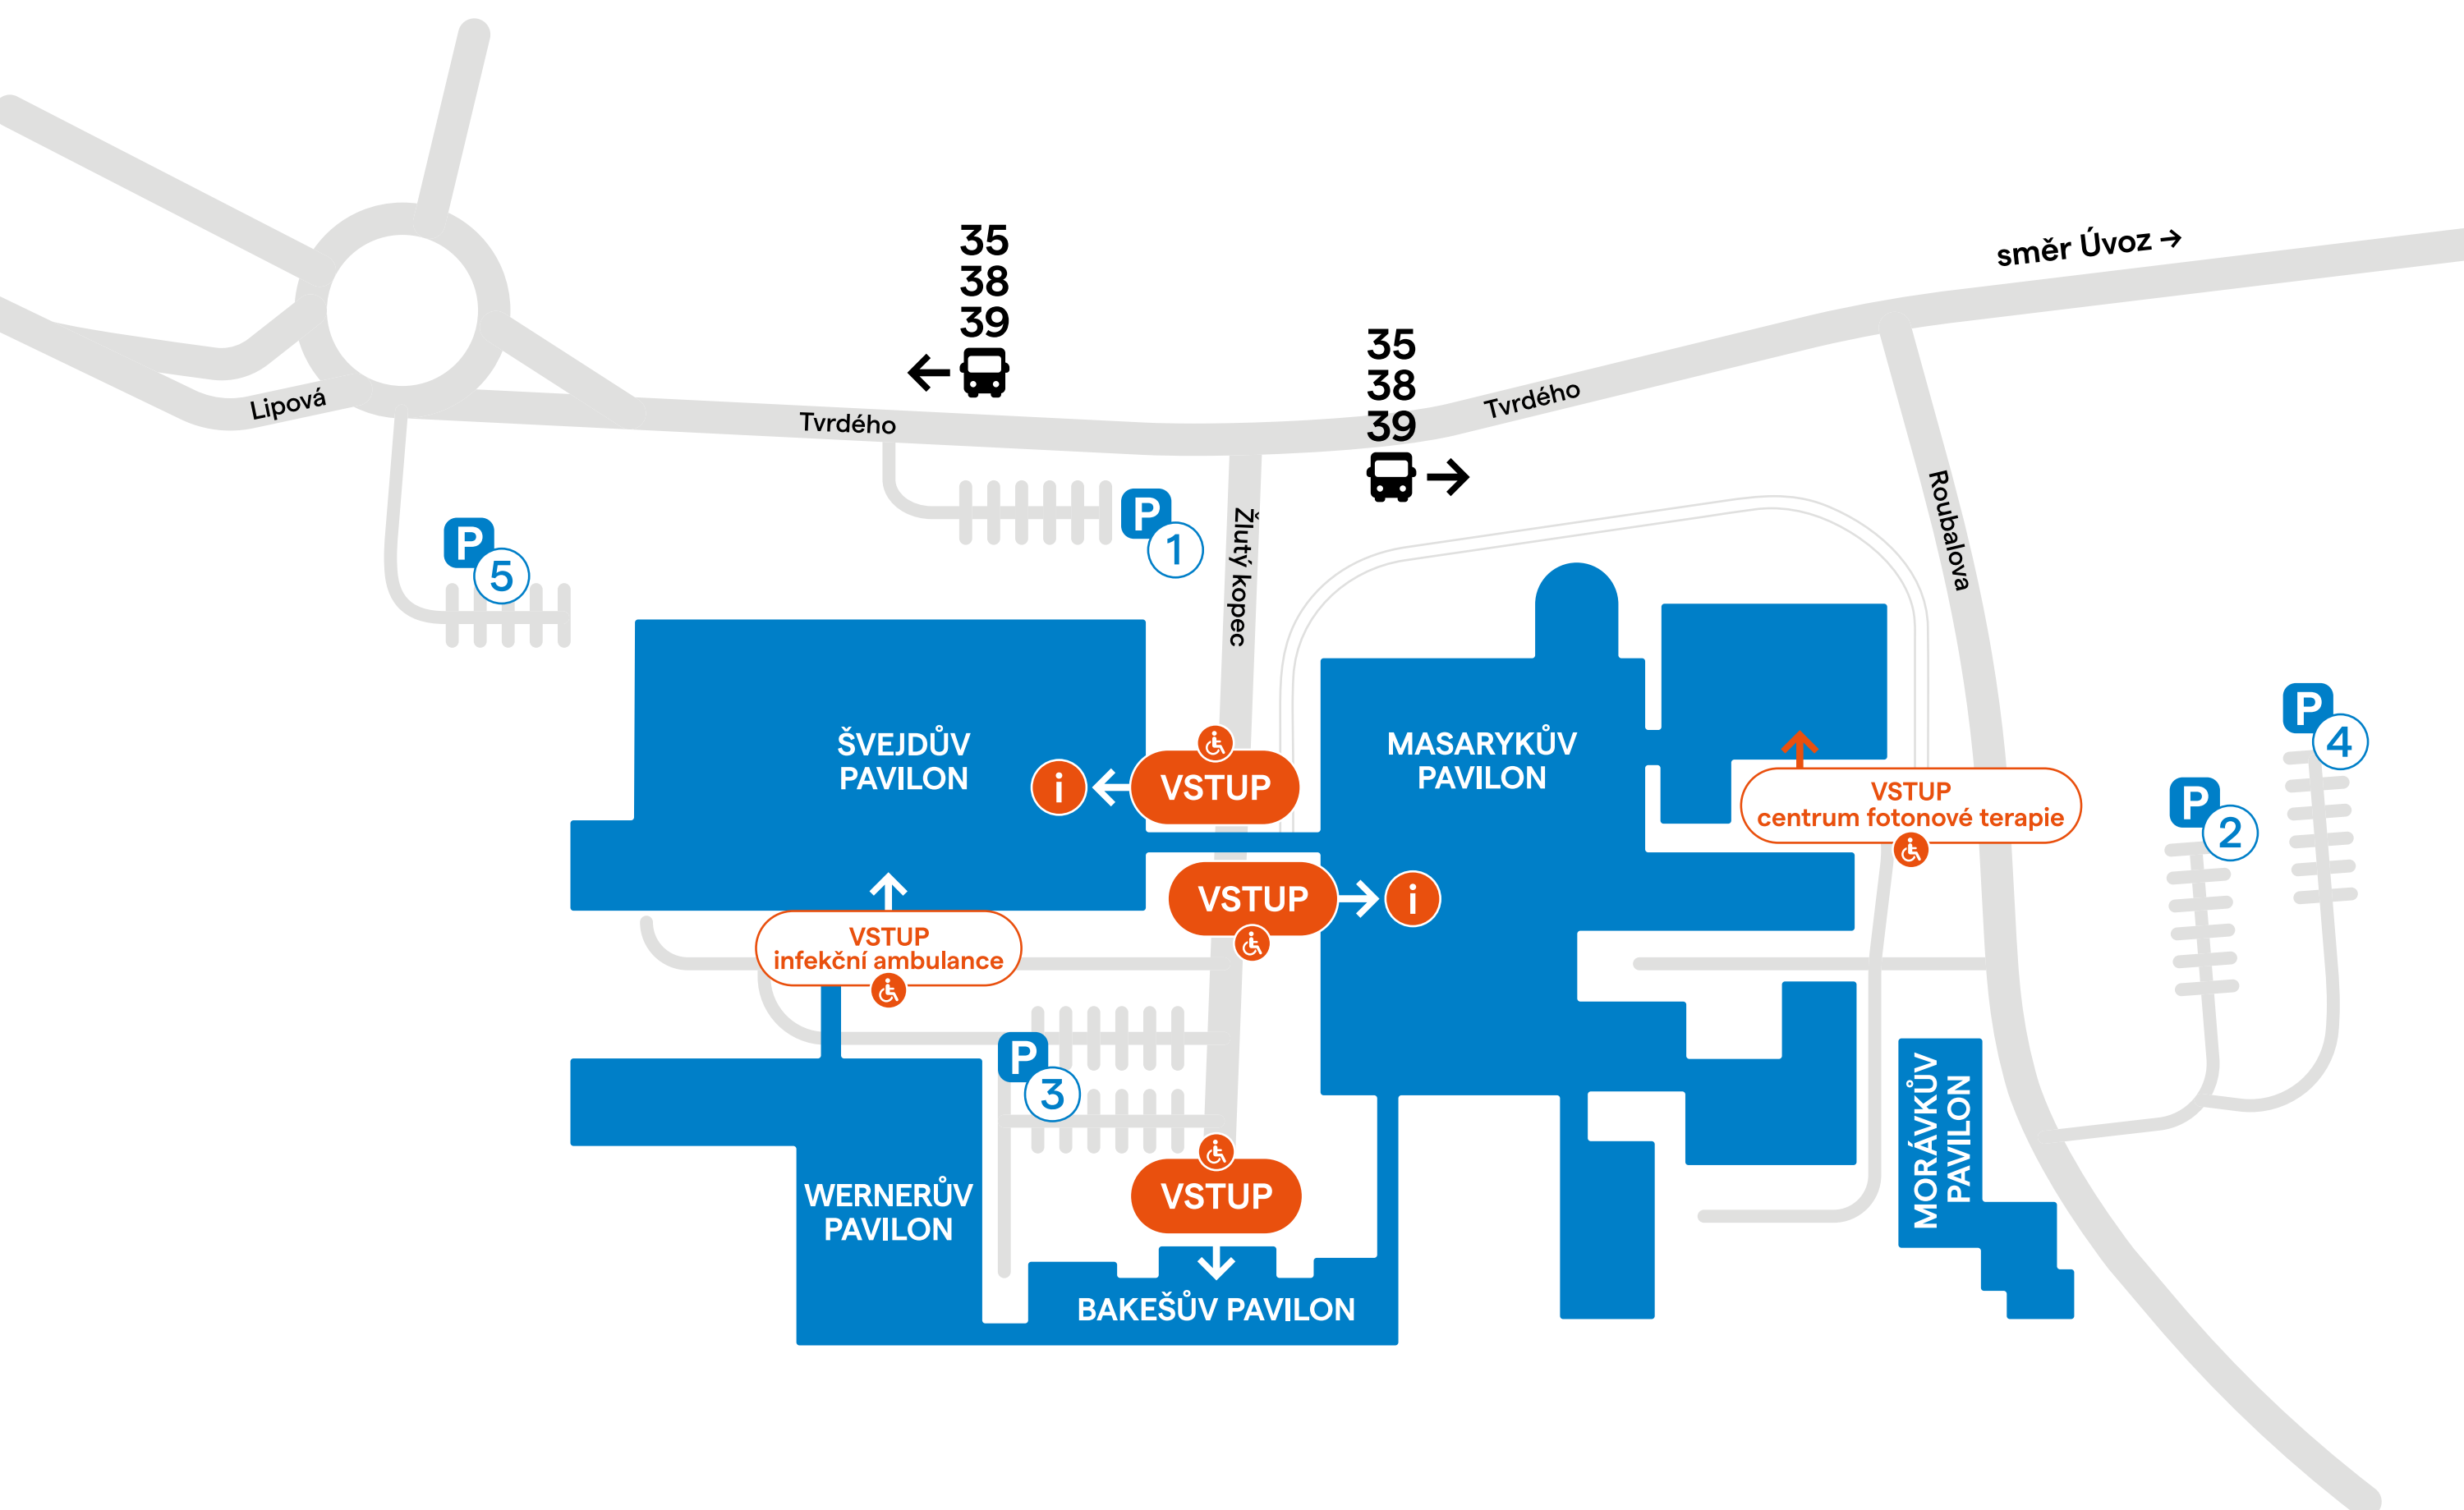 35
38
39
směr Úvoz →
35
38
39
Lipová
Tvrdého
Tvrdého
Žlutý kopec
Roubalova
P
1
P
5
P
4
P
2
ŠVEJDŮV
PAVILON
i
VSTUP
MASARYKŮV
PAVILON
VSTUP
centrum fotonové terapie
VSTUP
i
VSTUP
infekční ambulance
P
3
WERNERŮV
PAVILON
VSTUP
BAKEŠŮV PAVILON
MORÁVKŮV
PAVILON